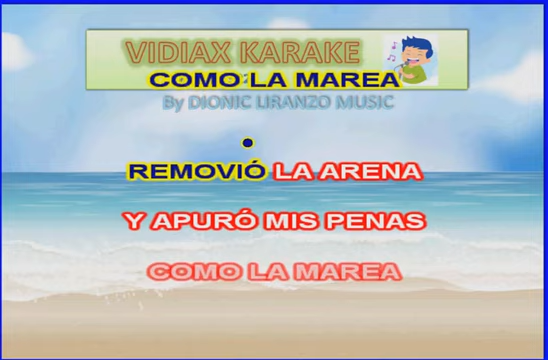 VIDIAX KARAKE
COMO LA MAREA
By DIONIC LIRANZO MUSIC
REMOVIÓ LA ARENA
Y APURÓ MIS PENAS
COMO LA MAREA